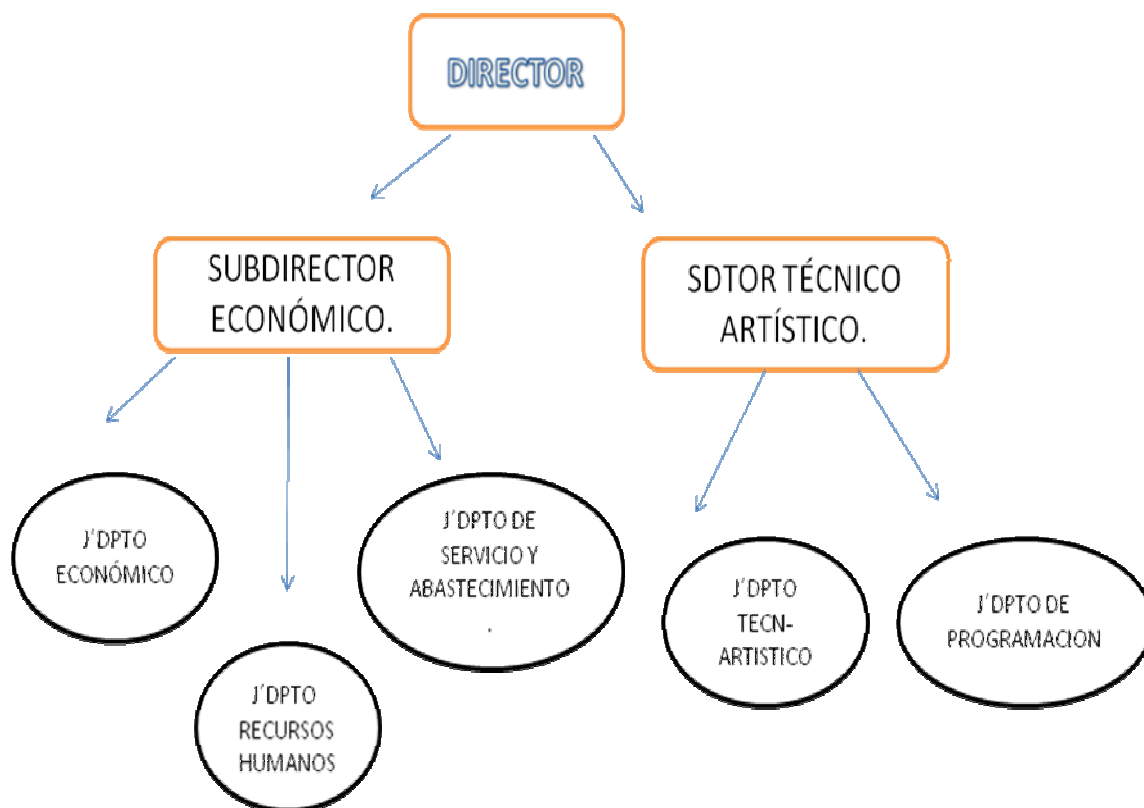 DIRECTOR
SUBDIRECTOR
ECONÓMICO.
SDTOR TÉCNICO
ARTÍSTICO.
J´DPTO
ECONÓMICO
J´DPTO DE
SERVICIO Y
ABASTECIMIENTO
.
J´DPTO
RECURSOS
HUMANOS
J´DPTO
TECN-
ARTISTICO
J´DPTO DE
PROGRAMACION